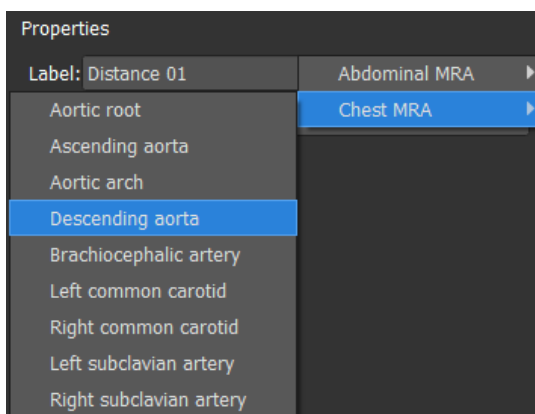 Properties
Label: Distance 01
Abdominal MRA
Chest MRA
Aortic root
Ascending aorta
Aortic arch
Descending aorta
Brachiocephalic artery
Left common carotid
Right common carotid
Left subclavian artery
Right subclavian artery